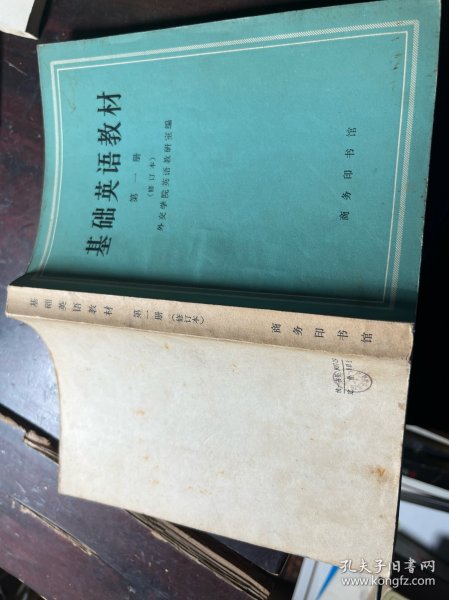 基础英语教材
第一册
(修订本)
外交学院英语教研室编
商务印书馆
基础英语教材
第一册(修订本)
商务印书馆
孔夫子旧书网
www.kongfz.com